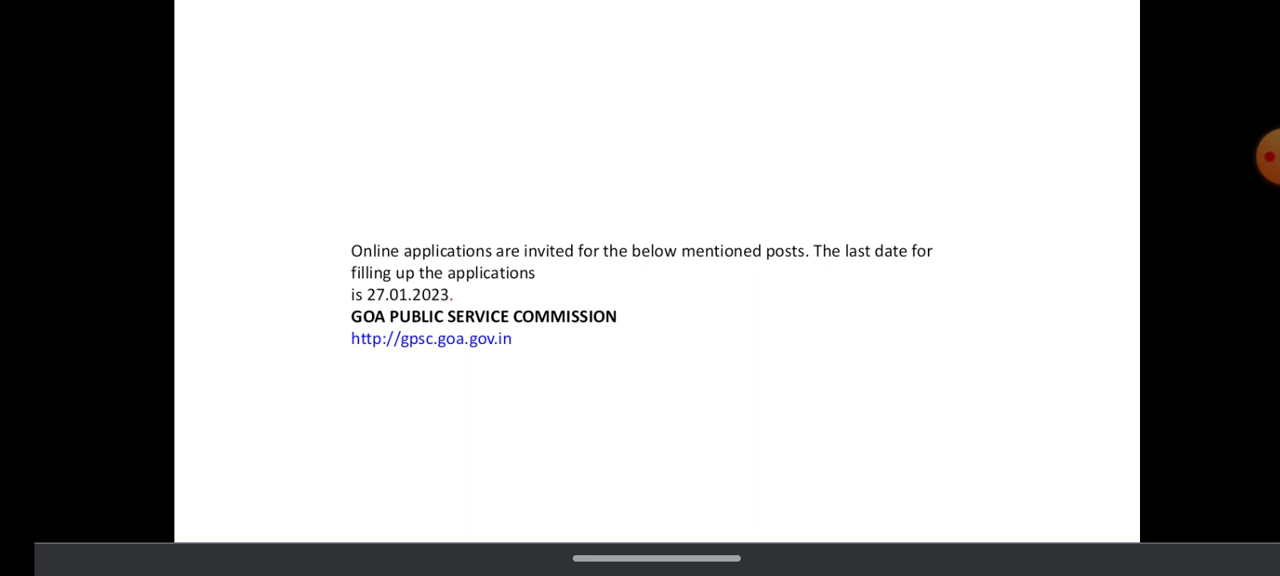 Online applications are invited for the below mentioned posts. The last date for
filling up the applications
is 27.01.2023.
GOA PUBLIC SERVICE COMMISSION
http://gpsc.goa.gov.in